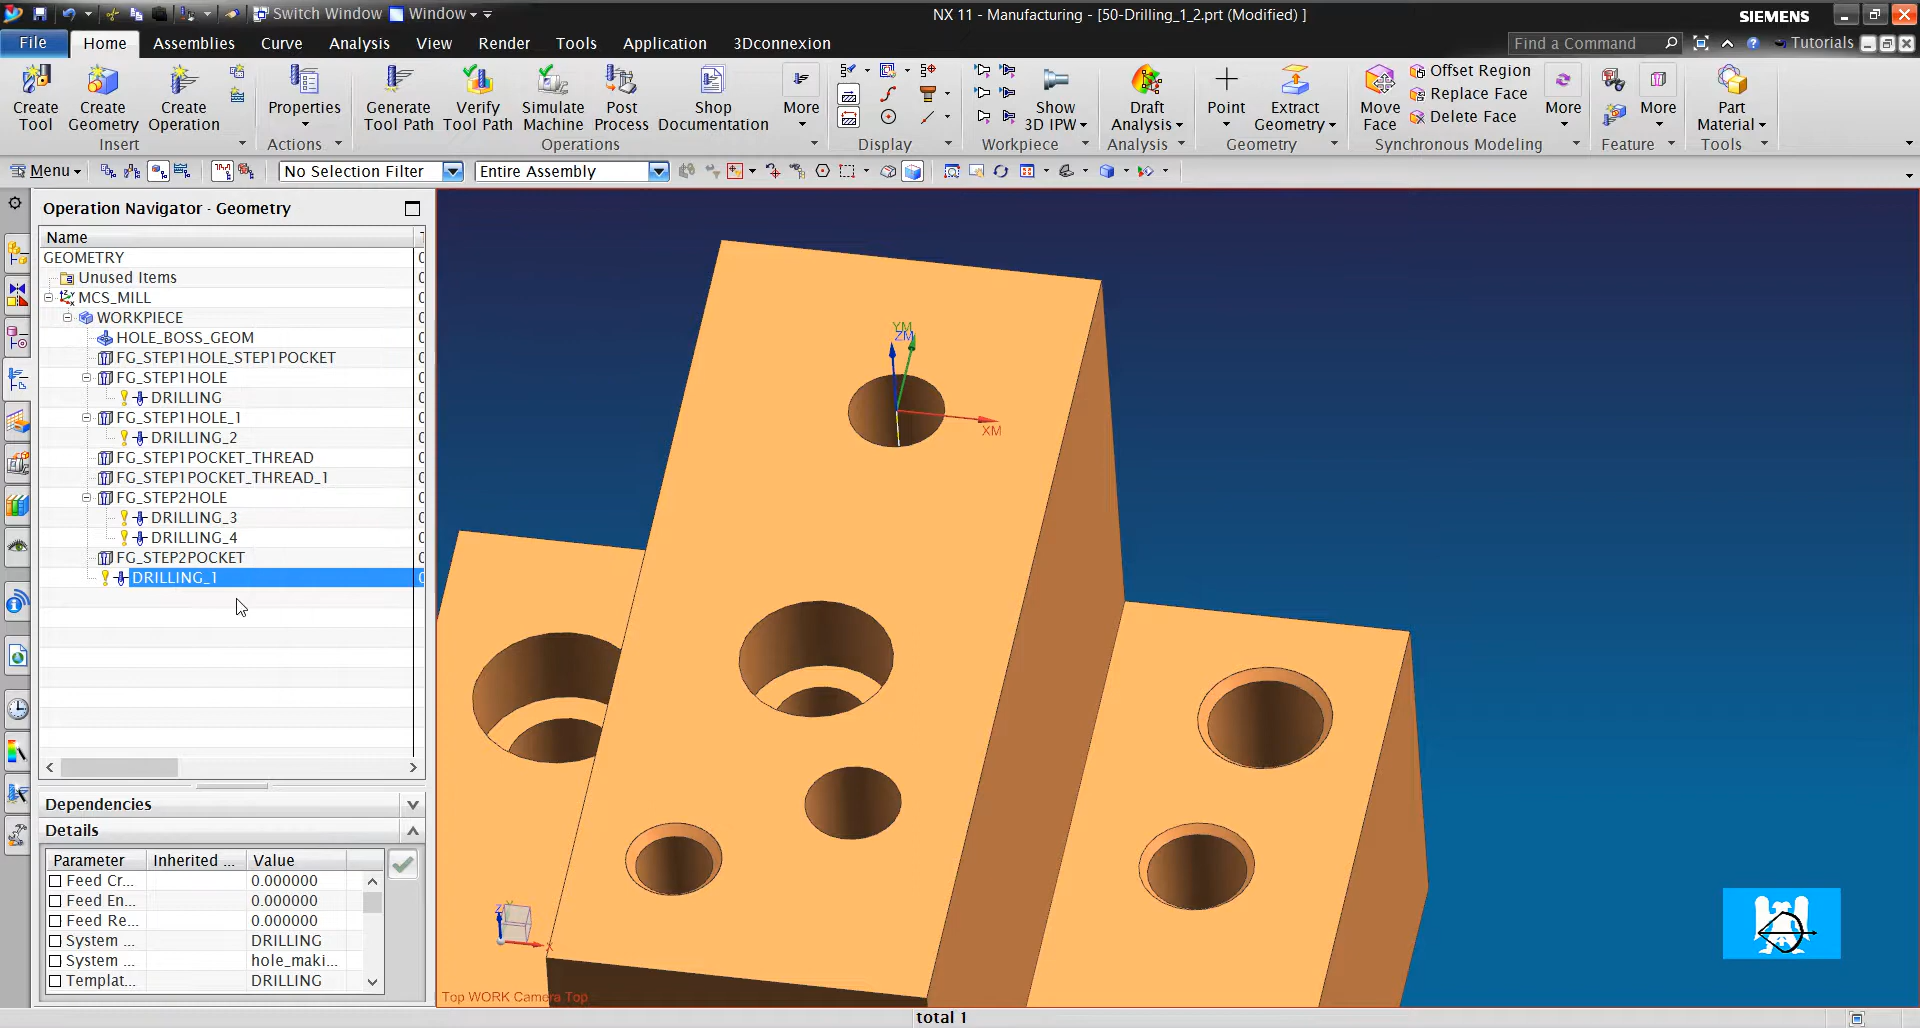 Switch Window Window NX 11 - Manufacturing - [50-Drilling_1_2.prt (Modified) ] SIEMENS
File Home Assemblies Curve Analysis View Render Tools Application 3Dconnexion Find a Command Tutorials
Create Tool
Create Geometry
Create Operation
Insert
Properties
Actions
Generate Tool Path
Verify Tool Path
Simulate Machine
Post Process
Shop Documentation
More
Operations
Display
Show 3D IPW
Workpiece
Draft Analysis
Analysis
Point
Extract Geometry
Geometry
Move Face
Offset Region
Replace Face
Delete Face
More
Synchronous Modeling
More
Feature
Part Material
Tools
Menu No Selection Filter Entire Assembly
Operation Navigator - Geometry
Name
GEOMETRY
Unused Items
MCS_MILL
WORKPIECE
HOLE_BOSS_GEOM
FG_STEP1HOLE_STEP1POCKET
FG_STEP1HOLE
DRILLING
FG_STEP1HOLE_1
DRILLING_2
FG_STEP1POCKET_THREAD
FG_STEP1POCKET_THREAD_1
FG_STEP2HOLE
DRILLING_3
DRILLING_4
FG_STEP2POCKET
DRILLING_1
Dependencies
Details
Parameter Inherited ... Value
Feed Cr... 0.000000
Feed En... 0.000000
Feed Re... 0.000000
System ... DRILLING
System ... hole_maki...
Templat... DRILLING
YM
ZM
XM
X
Top WORK Camera Top
total 1